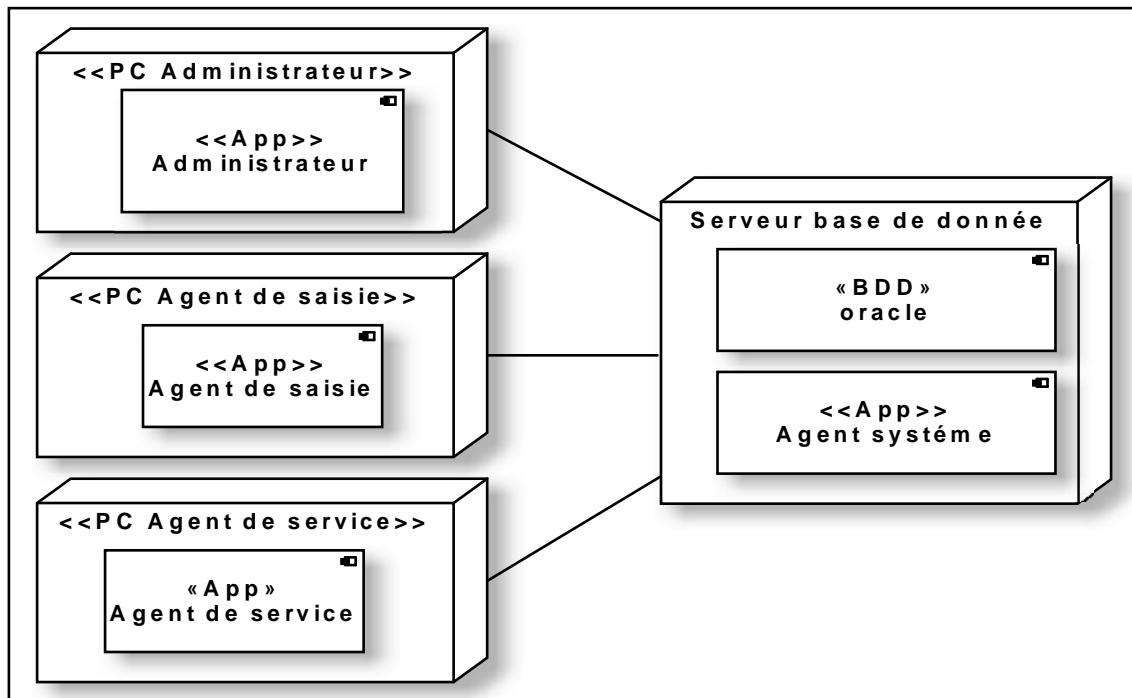 <<PC Administrateur>>
<<App>>
Administrateur
<<PC Agent de saisie>>
<<App>>
Agent de saisie
<<PC Agent de service>>
«App»
Agent de service
Serveur base de donnée
«BDD»
oracle
<<App>>
Agent systéme